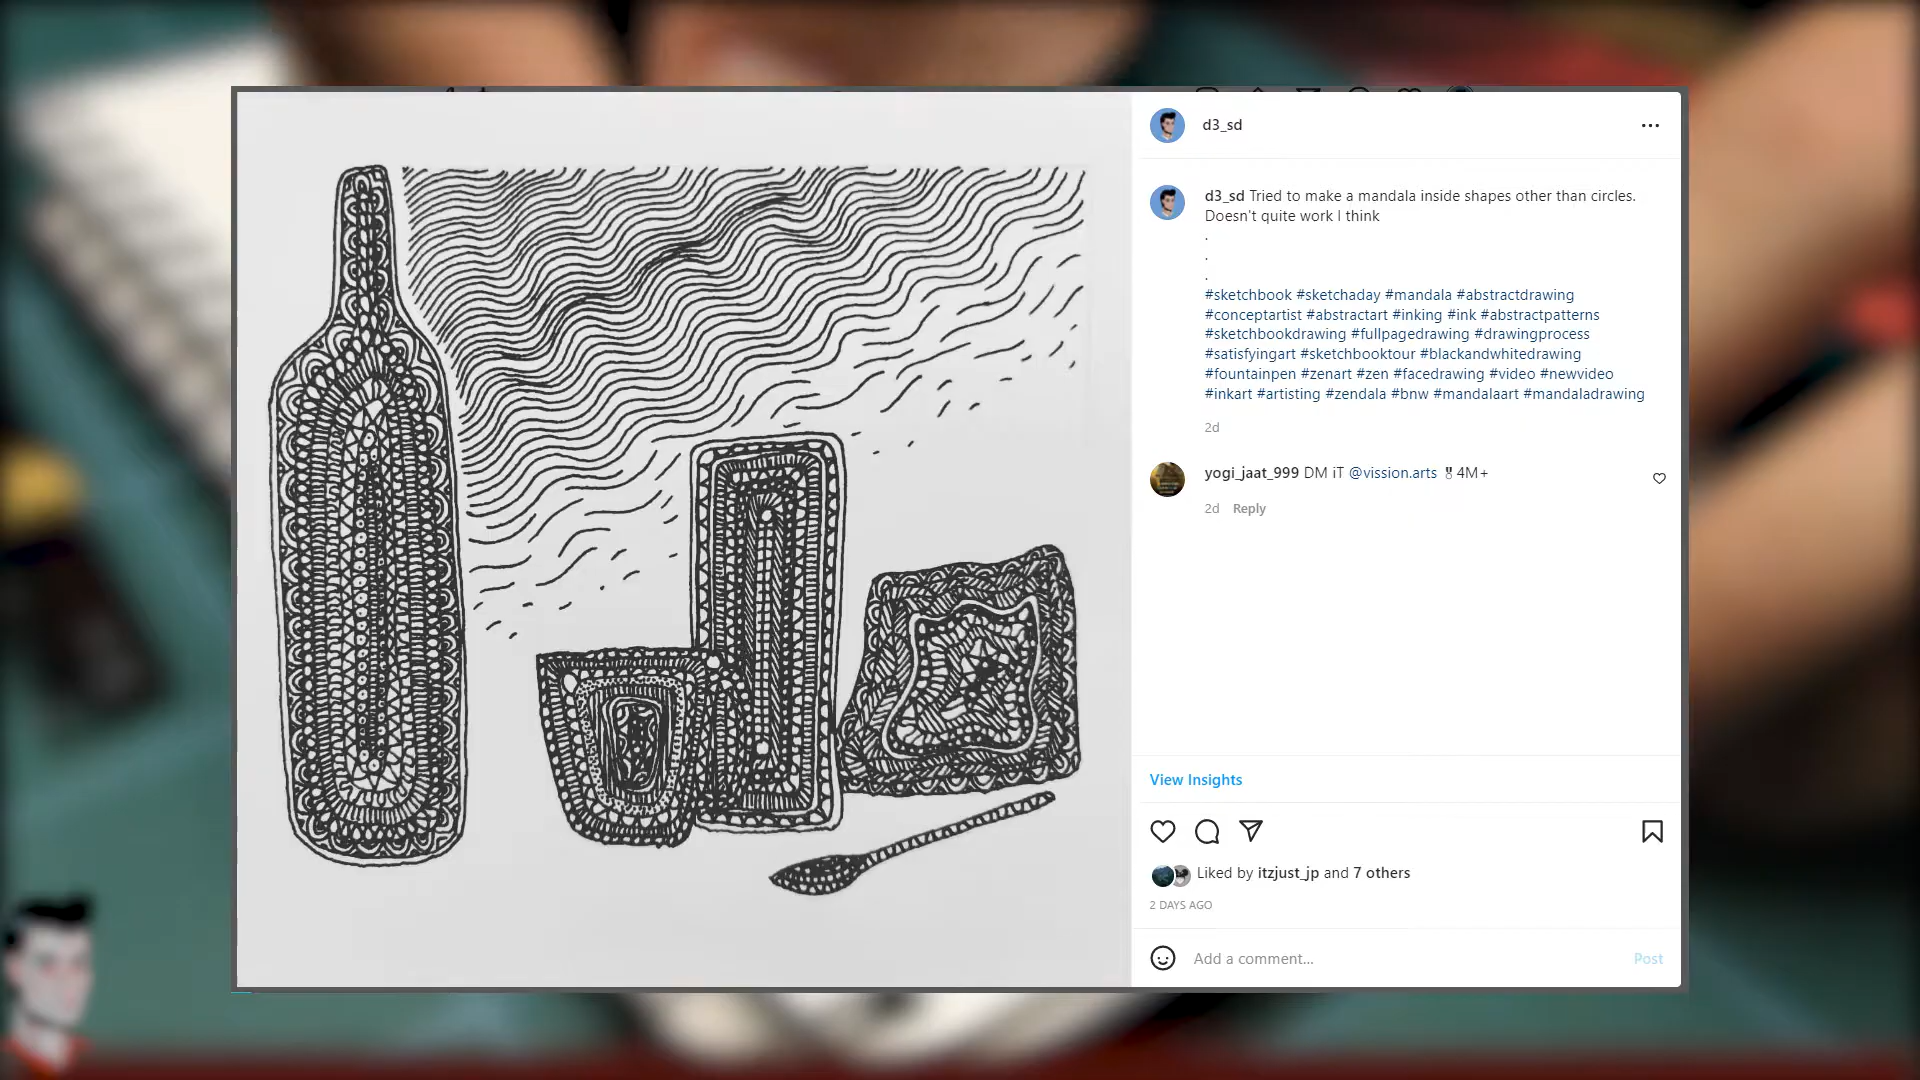 d3_sd
d3_sd Tried to make a mandala inside shapes other than circles.
Doesn't quite work I think
.
.
.
#sketchbook #sketchaday #mandala #abstractdrawing
#conceptartist #abstractart #inking #ink #abstractpatterns
#sketchbookdrawing #fullpagedrawing #drawingprocess
#satisfyingart #sketchbooktour #blackandwhitedrawing
#fountainpen #zenart #zen #facedrawing #video #newvideo
#inkart #artisting #zendala #bnw #mandalaart #mandaladrawing
2d
yogi_jaat_999 DM iT @vission.arts 🎖 4M+
2d Reply
View Insights
Liked by itzjust_jp and 7 others
2 DAYS AGO
Add a comment...
Post